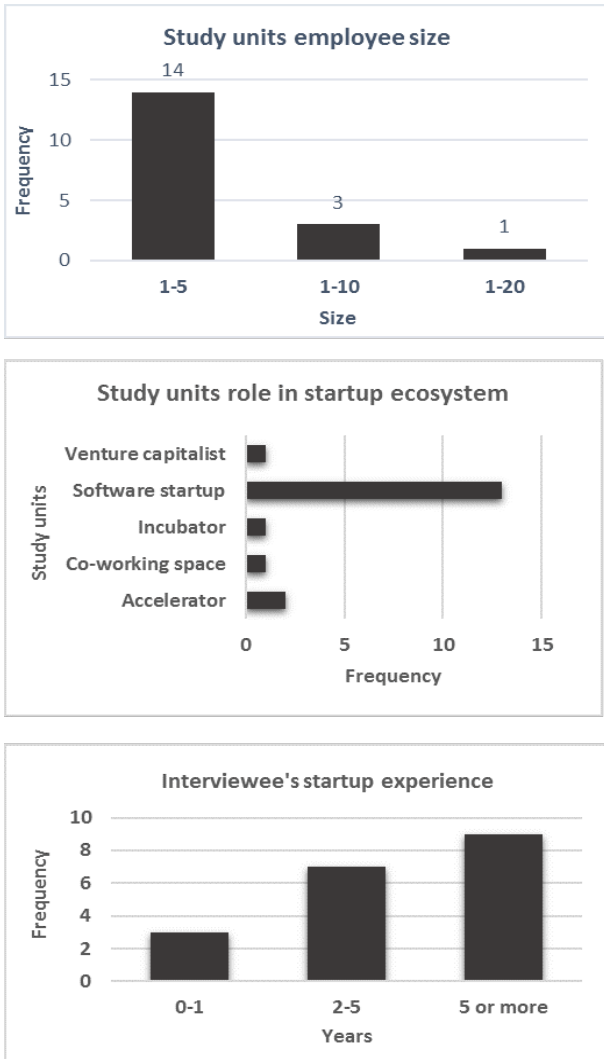 Study units employee size
15
14
10
Frequency
5
3
1
0
1-5 1-10 1-20
Size
Study units role in startup ecosystem
Study units
Venture capitalist
Software startup
Incubator
Co-working space
Accelerator
0 5 10 15
Frequency
Interviewee's startup experience
Frequency
10
8
6
4
2
0
0-1 2-5 5 or more
Years